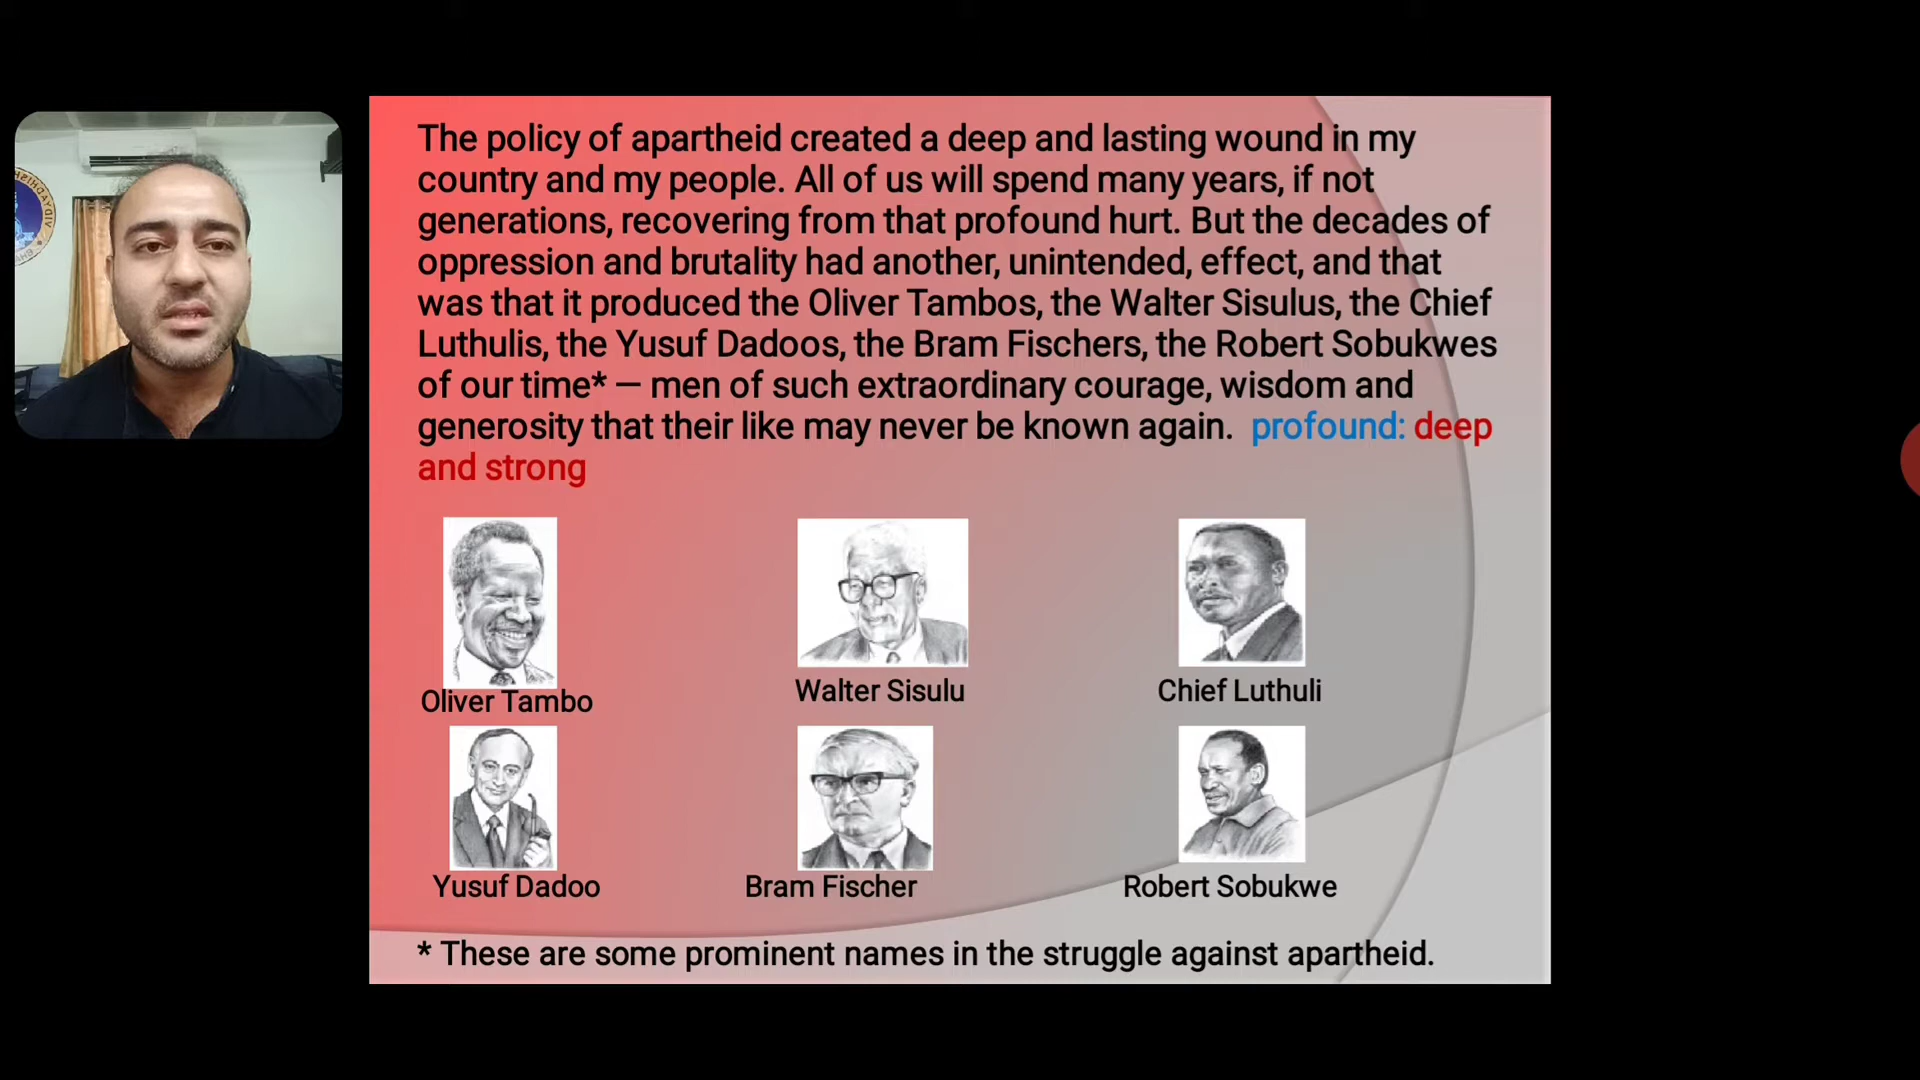 The policy of apartheid created a deep and lasting wound in my
country and my people. All of us will spend many years, if not
generations, recovering from that profound hurt. But the decades of
oppression and brutality had another, unintended, effect, and that
was that it produced the Oliver Tambos, the Walter Sisulus, the Chief
Luthulis, the Yusuf Dadoos, the Bram Fischers, the Robert Sobukwes
of our time* — men of such extraordinary courage, wisdom and
generosity that their like may never be known again. profound: deep
and strong
Oliver Tambo
Walter Sisulu
Chief Luthuli
Yusuf Dadoo
Bram Fischer
Robert Sobukwe
* These are some prominent names in the struggle against apartheid.